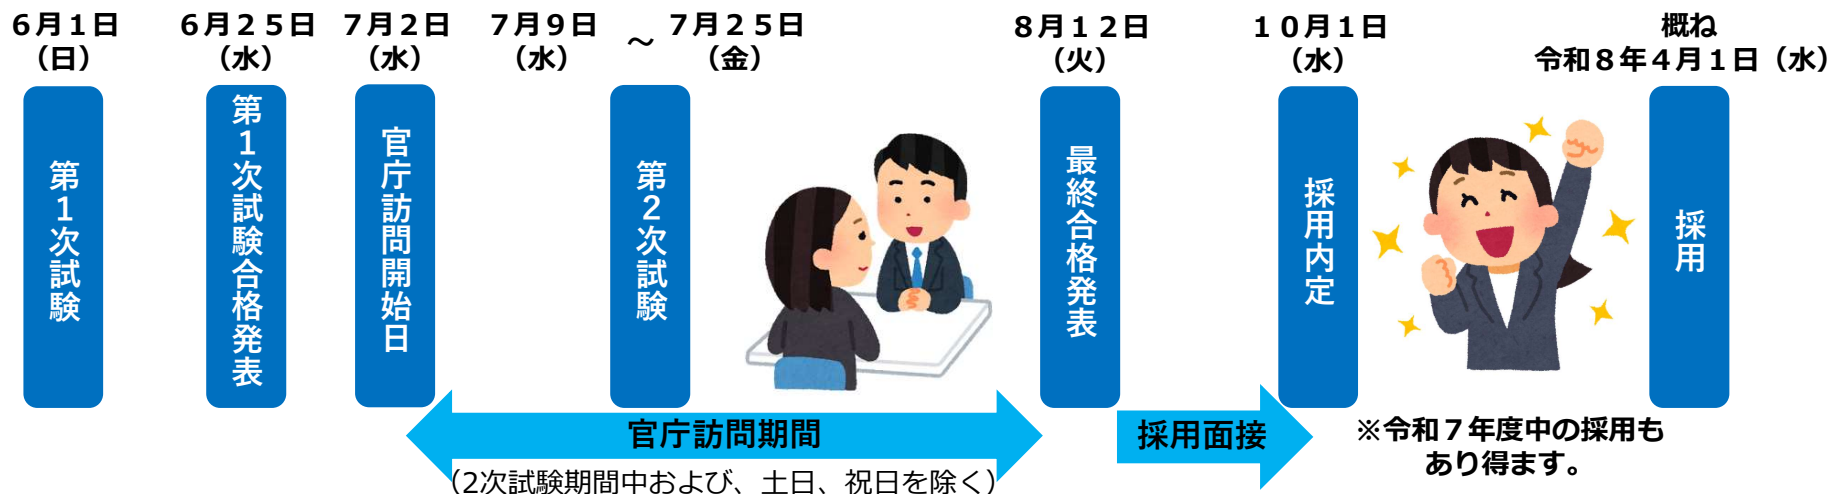 ６月１日
（日）
６月２５日
（水）
７月２日
（水）
７月９日
（水）
～
７月２５日
（金）
８月１２日
（火）
１０月１日
（水）
概ね
令和８年４月１日（水）
第１次試験
第１次試験合格発表
官庁訪問開始日
第２次試験
最終合格発表
採用内定
採用
官庁訪問期間
（2次試験期間中および、土日、祝日を除く）
採用面接
※令和７年度中の採用も
あり得ます。